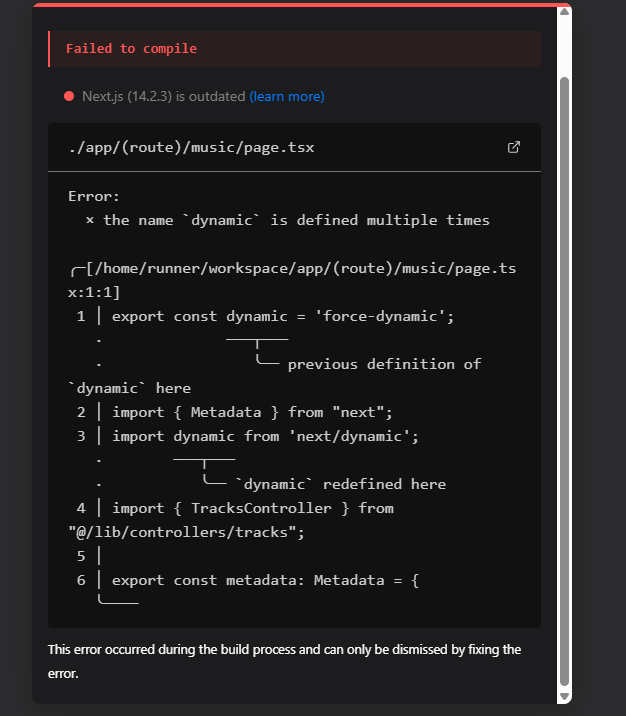 Failed to compile
Next.js (14.2.3) is outdated (learn more)
./app/(route)/music/page.tsx
Error:
× the name `dynamic` is defined multiple times
╭─[/home/runner/workspace/app/(route)/music/page.ts
x:1:1]
1 │ export const dynamic = 'force-dynamic';
· ───┬───
· ╰── previous definition of
`dynamic` here
2 │ import { Metadata } from "next";
3 │ import dynamic from 'next/dynamic';
· ───┬───
· ╰── `dynamic` redefined here
4 │ import { TracksController } from
"@/lib/controllers/tracks";
5 │
6 │ export const metadata: Metadata = {
╰────
This error occurred during the build process and can only be dismissed by fixing the
error.